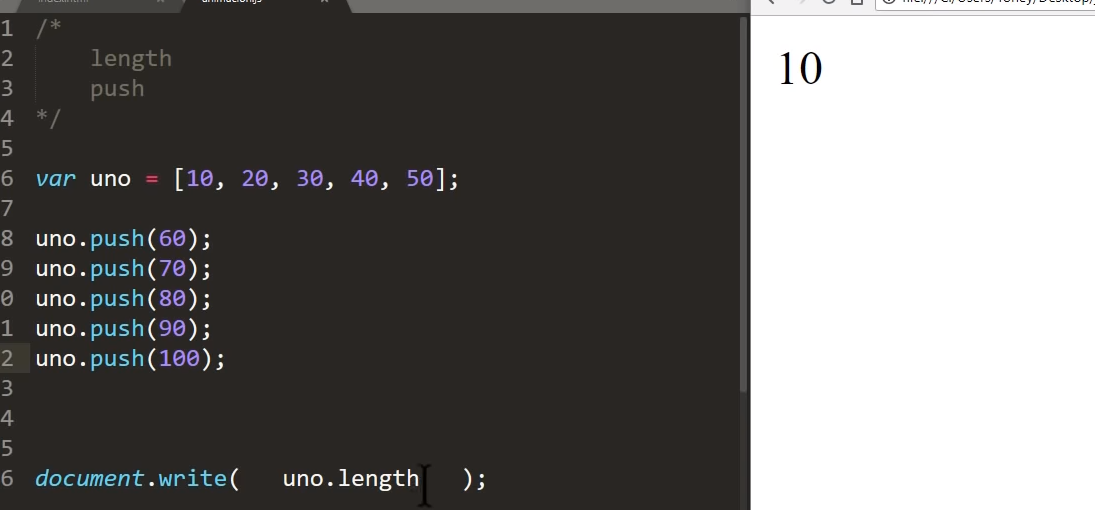 1 /*
2 length
3 push
4 */
5
6 var uno = [10, 20, 30, 40, 50];
7
8 uno.push(60);
9 uno.push(70);
0 uno.push(80);
1 uno.push(90);
2 uno.push(100);
3
4
5
6 document.write( uno.length );
10